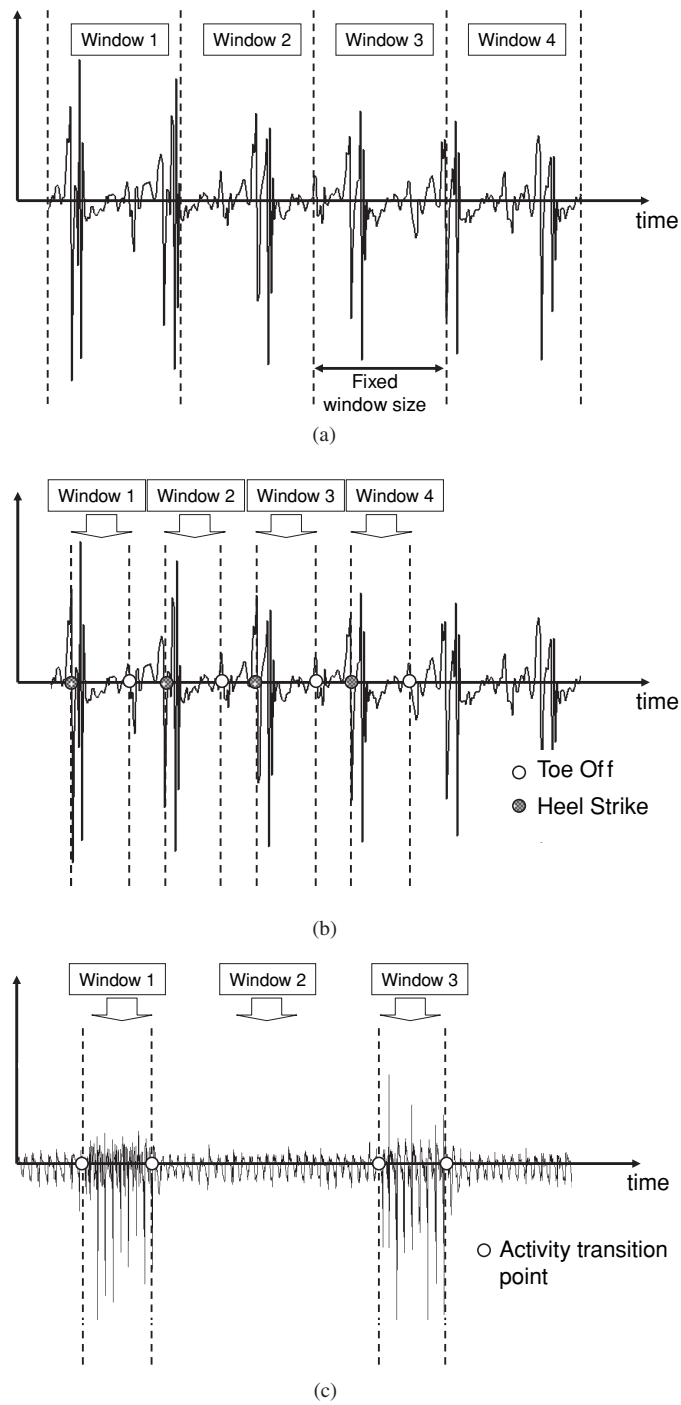 Window 1 Window 2 Window 3 Window 4
time
Fixed
window size
(a)
Window 1 Window 2 Window 3 Window 4
time
Toe Off
Heel Strike
(b)
Window 1 Window 2 Window 3
time
Activity transition
point
(c)